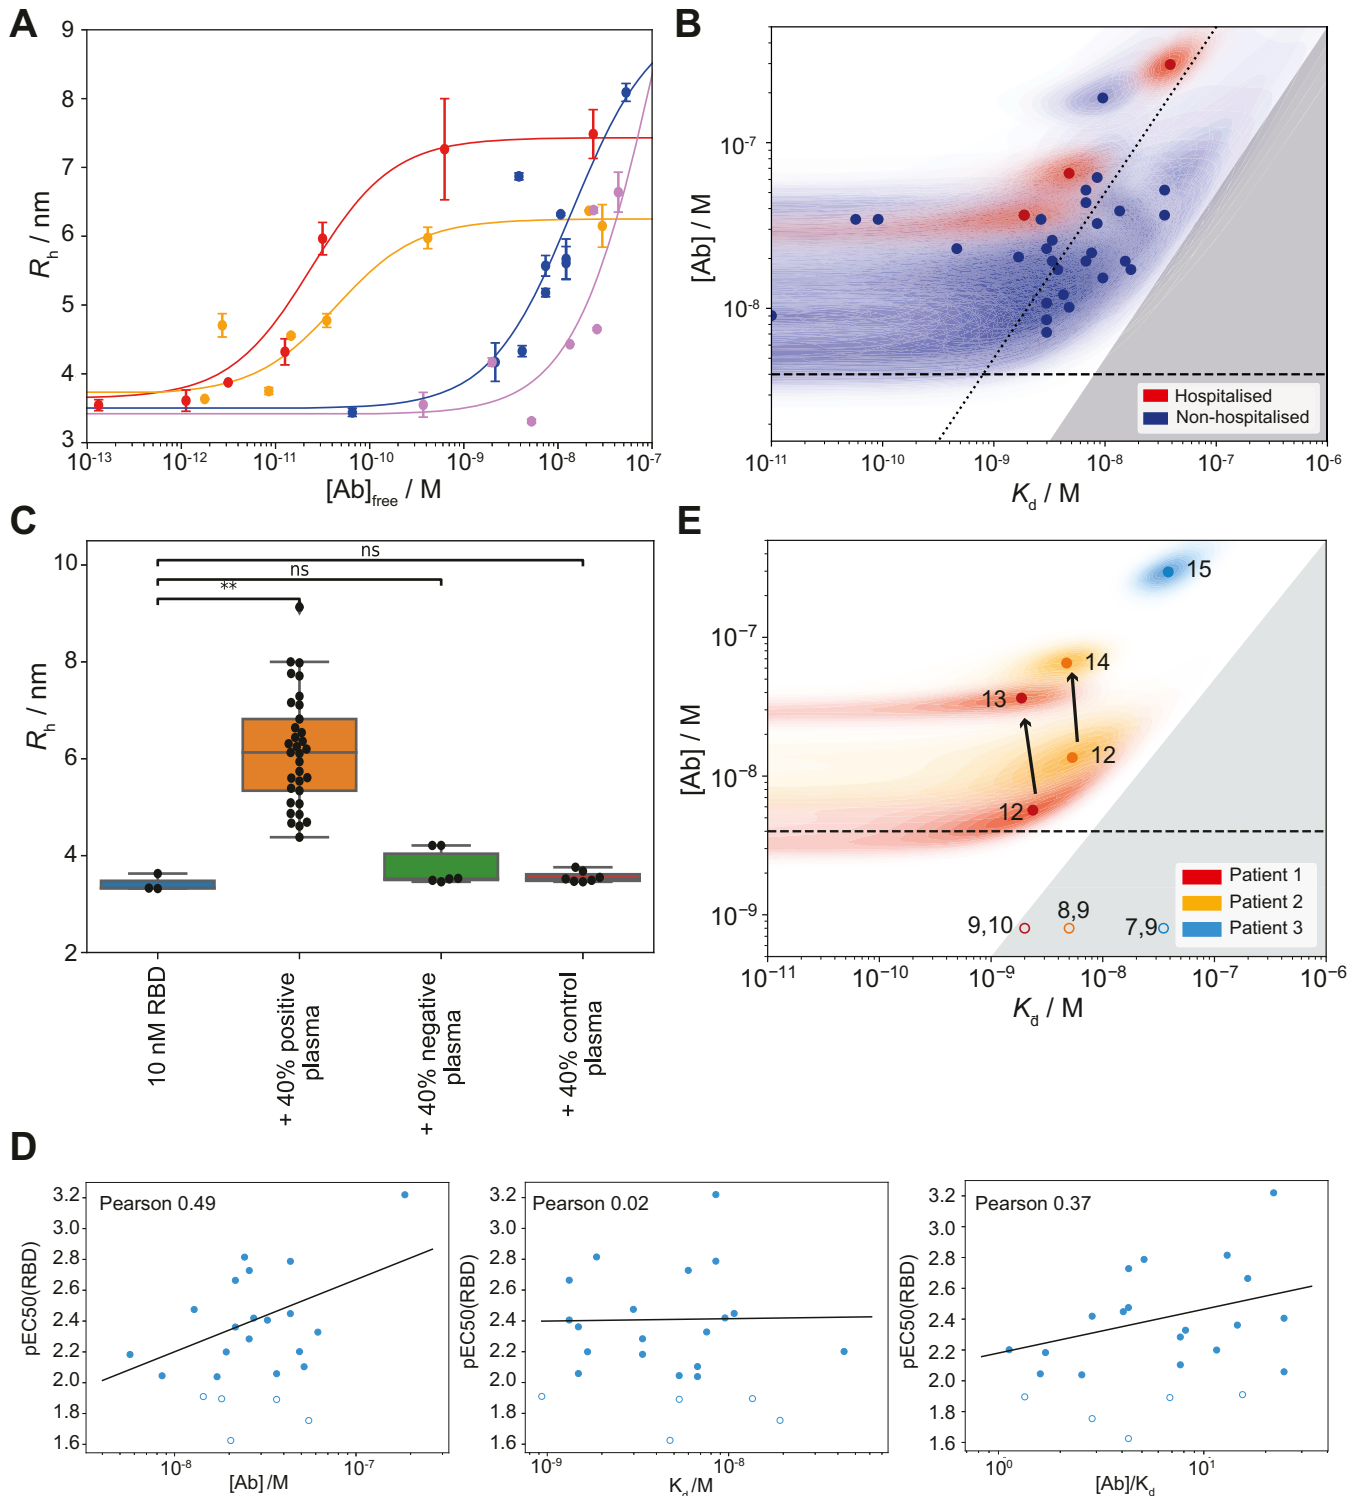 A
9
8
7
6
5
4
3
R_h / nm
10^-13
10^-12
10^-11
10^-10
10^-9
10^-8
10^-7
[Ab]_free / M
B
10^-7
10^-8
[Ab] / M
Hospitalised
Non-hospitalised
10^-11
10^-10
10^-9
10^-8
10^-7
10^-6
K_d / M
C
10
8
6
4
2
R_h / nm
ns
ns
**
10 nM RBD
+ 40% positive
plasma
+ 40% negative
plasma
+ 40% control
plasma
E
10^-7
10^-8
10^-9
[Ab] / M
15
14
13
12
12
9,10
8,9
7,9
Patient 1
Patient 2
Patient 3
10^-11
10^-10
10^-9
10^-8
10^-7
10^-6
K_d / M
D
Pearson 0.49
3.2
3.0
2.8
2.6
2.4
2.2
2.0
1.8
1.6
pEC50(RBD)
10^-8
10^-7
[Ab] /M
Pearson 0.02
3.2
3.0
2.8
2.6
2.4
2.2
2.0
1.8
1.6
pEC50(RBD)
10^-9
10^-8
K_d/M
Pearson 0.37
3.2
3.0
2.8
2.6
2.4
2.2
2.0
1.8
1.6
pEC50(RBD)
10^0
10^1
[Ab]/K_d